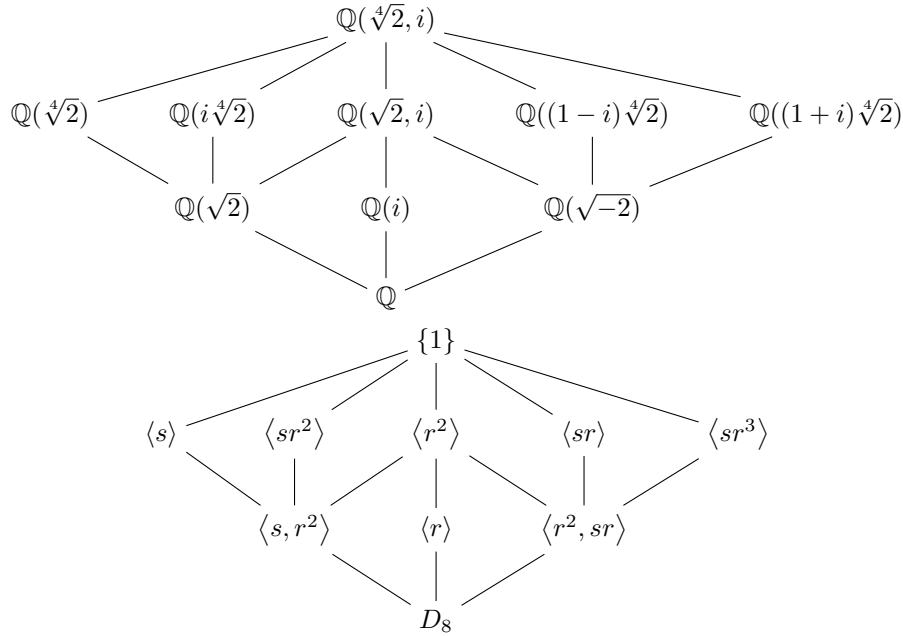 ℚ(∜2, i)
ℚ(∜2) ℚ(i∜2) ℚ(√2, i) ℚ((1 − i)∜2) ℚ((1 + i)∜2)
ℚ(√2) ℚ(i) ℚ(√−2)
ℚ
{1}
⟨s⟩ ⟨sr²⟩ ⟨r²⟩ ⟨sr⟩ ⟨sr³⟩
⟨s, r²⟩ ⟨r⟩ ⟨r², sr⟩
D₈